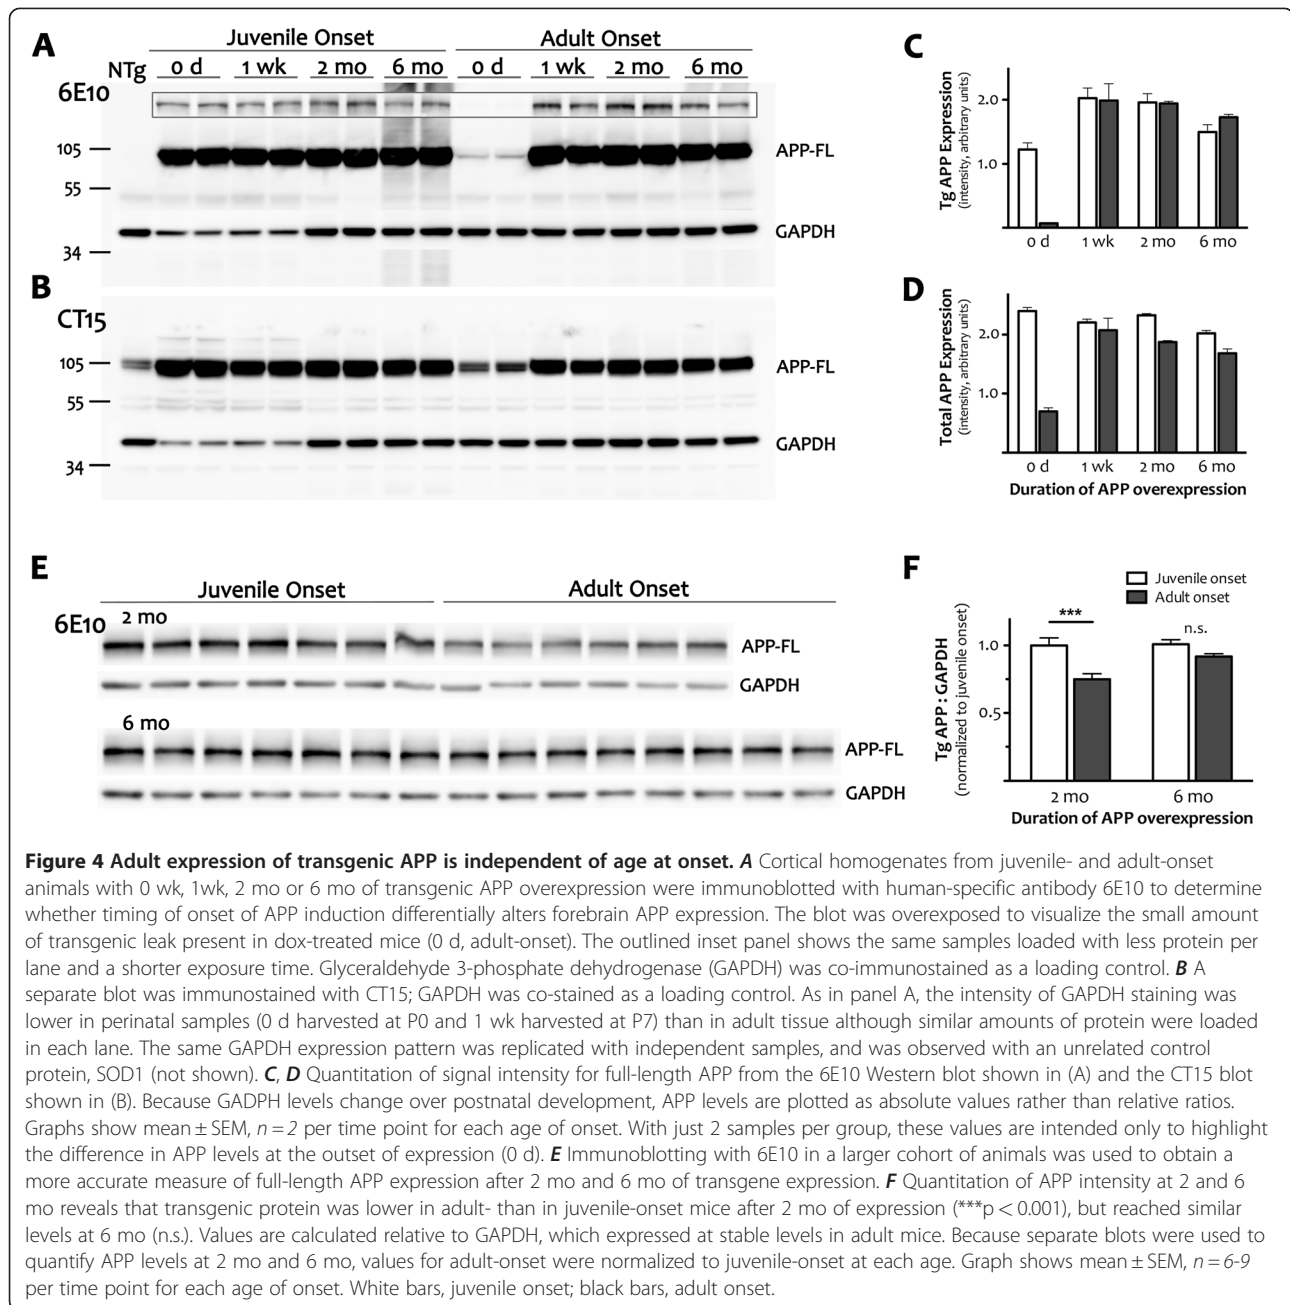 A
Juvenile Onset
Adult Onset
NTg 0 d 1 wk 2 mo 6 mo 0 d 1 wk 2 mo 6 mo
6E10
105
APP-FL
55
GAPDH
34
B
CT15
105
APP-FL
55
GAPDH
34
C
Tg APP Expression
(intensity, arbitrary units)
2.0
1.0
0 d 1 wk 2 mo 6 mo
D
Total APP Expression
(intensity, arbitrary units)
2.0
1.0
0 d 1 wk 2 mo 6 mo
Duration of APP overexpression
E
Juvenile Onset
Adult Onset
6E10
2 mo
APP-FL
GAPDH
6 mo
APP-FL
GAPDH
F
Juvenile onset
Adult onset
Tg APP : GAPDH
(normalized to juvenile onset)
***
n.s.
1.0
0.5
2 mo 6 mo
Duration of APP overexpression
Figure 4 Adult expression of transgenic APP is independent of age at onset. A Cortical homogenates from juvenile- and adult-onset
animals with 0 wk, 1wk, 2 mo or 6 mo of transgenic APP overexpression were immunoblotted with human-specific antibody 6E10 to determine
whether timing of onset of APP induction differentially alters forebrain APP expression. The blot was overexposed to visualize the small amount
of transgenic leak present in dox-treated mice (0 d, adult-onset). The outlined inset panel shows the same samples loaded with less protein per
lane and a shorter exposure time. Glyceraldehyde 3-phosphate dehydrogenase (GAPDH) was co-immunostained as a loading control. B A
separate blot was immunostained with CT15; GAPDH was co-stained as a loading control. As in panel A, the intensity of GAPDH staining was
lower in perinatal samples (0 d harvested at P0 and 1 wk harvested at P7) than in adult tissue although similar amounts of protein were loaded
in each lane. The same GAPDH expression pattern was replicated with independent samples, and was observed with an unrelated control
protein, SOD1 (not shown). C, D Quantitation of signal intensity for full-length APP from the 6E10 Western blot shown in (A) and the CT15 blot
shown in (B). Because GADPH levels change over postnatal development, APP levels are plotted as absolute values rather than relative ratios.
Graphs show mean ± SEM, n = 2 per time point for each age of onset. With just 2 samples per group, these values are intended only to highlight
the difference in APP levels at the outset of expression (0 d). E Immunoblotting with 6E10 in a larger cohort of animals was used to obtain a
more accurate measure of full-length APP expression after 2 mo and 6 mo of transgene expression. F Quantitation of APP intensity at 2 and 6
mo reveals that transgenic protein was lower in adult- than in juvenile-onset mice after 2 mo of expression (***p < 0.001), but reached similar
levels at 6 mo (n.s.). Values are calculated relative to GAPDH, which expressed at stable levels in adult mice. Because separate blots were used to
quantify APP levels at 2 mo and 6 mo, values for adult-onset were normalized to juvenile-onset at each age. Graph shows mean ± SEM, n = 6-9
per time point for each age of onset. White bars, juvenile onset; black bars, adult onset.